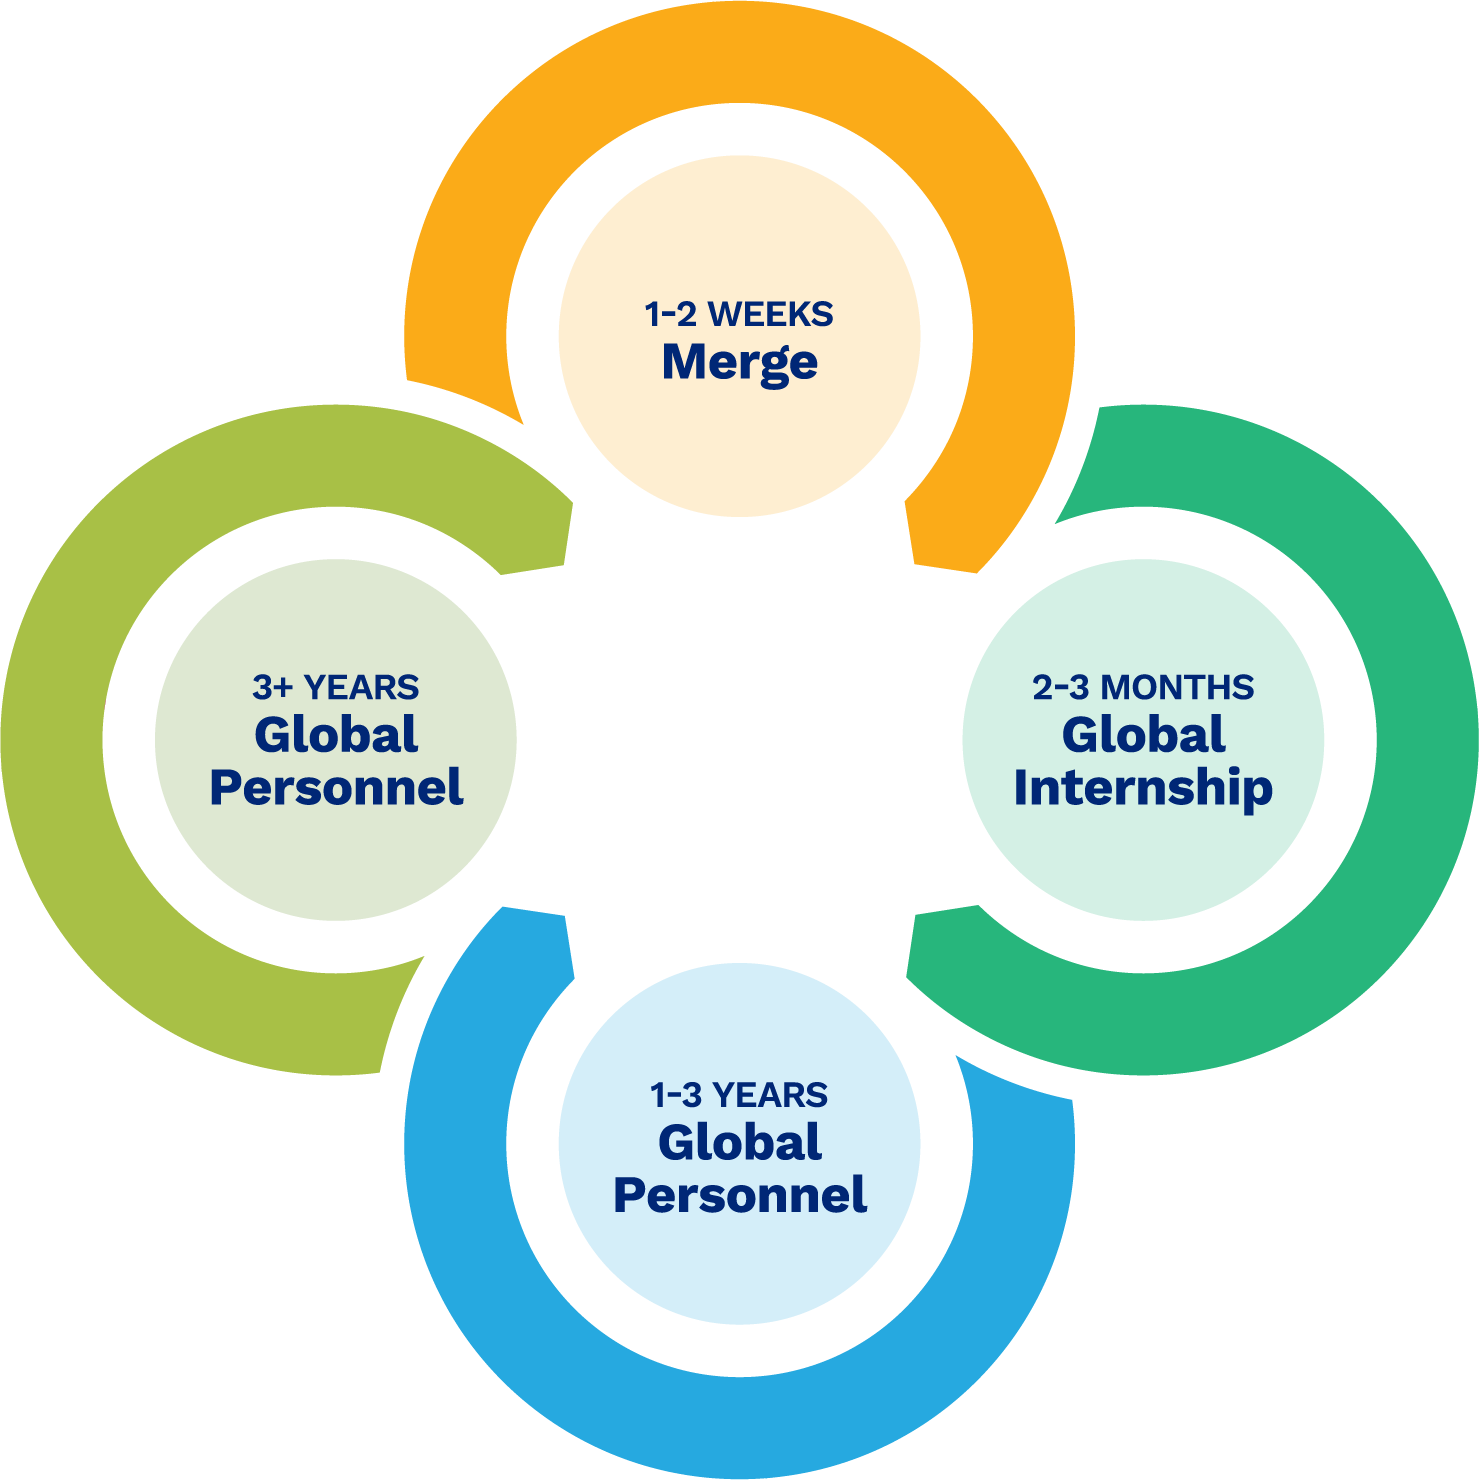 1-2 WEEKS
Merge
2-3 MONTHS
Global
Internship
1-3 YEARS
Global
Personnel
3+ YEARS
Global
Personnel